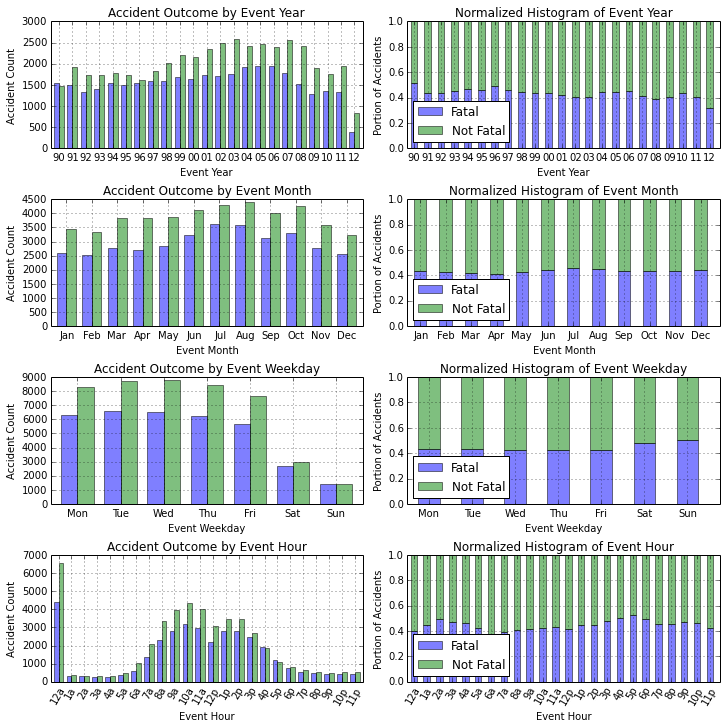 Accident Outcome by Event Year
Accident Count
3000
2500
2000
1500
1000
500
0
90 91 92 93 94 95 96 97 98 99 00 01 02 03 04 05 06 07 08 09 10 11 12
Event Year
Normalized Histogram of Event Year
Portion of Accidents
1.0
0.8
0.6
0.4
0.2
0.0
Fatal
Not Fatal
90 91 92 93 94 95 96 97 98 99 00 01 02 03 04 05 06 07 08 09 10 11 12
Event Year
Accident Outcome by Event Month
Accident Count
4500
4000
3500
3000
2500
2000
1500
1000
500
0
Jan Feb Mar Apr May Jun Jul Aug Sep Oct Nov Dec
Event Month
Normalized Histogram of Event Month
Portion of Accidents
1.0
0.8
0.6
0.4
0.2
0.0
Fatal
Not Fatal
Jan Feb Mar Apr May Jun Jul Aug Sep Oct Nov Dec
Event Month
Accident Outcome by Event Weekday
Accident Count
9000
8000
7000
6000
5000
4000
3000
2000
1000
0
Mon Tue Wed Thu Fri Sat Sun
Event Weekday
Normalized Histogram of Event Weekday
Portion of Accidents
1.0
0.8
0.6
0.4
0.2
0.0
Fatal
Not Fatal
Mon Tue Wed Thu Fri Sat Sun
Event Weekday
Accident Outcome by Event Hour
Accident Count
7000
6000
5000
4000
3000
2000
1000
0
12a 1a 2a 3a 4a 5a 6a 7a 8a 9a 10a 11a 12p 1p 2p 3p 4p 5p 6p 7p 8p 9p 10p 11p
Event Hour
Normalized Histogram of Event Hour
Portion of Accidents
1.0
0.8
0.6
0.4
0.2
0.0
Fatal
Not Fatal
12a 1a 2a 3a 4a 5a 6a 7a 8a 9a 10a 11a 12p 1p 2p 3p 4p 5p 6p 7p 8p 9p 10p 11p
Event Hour